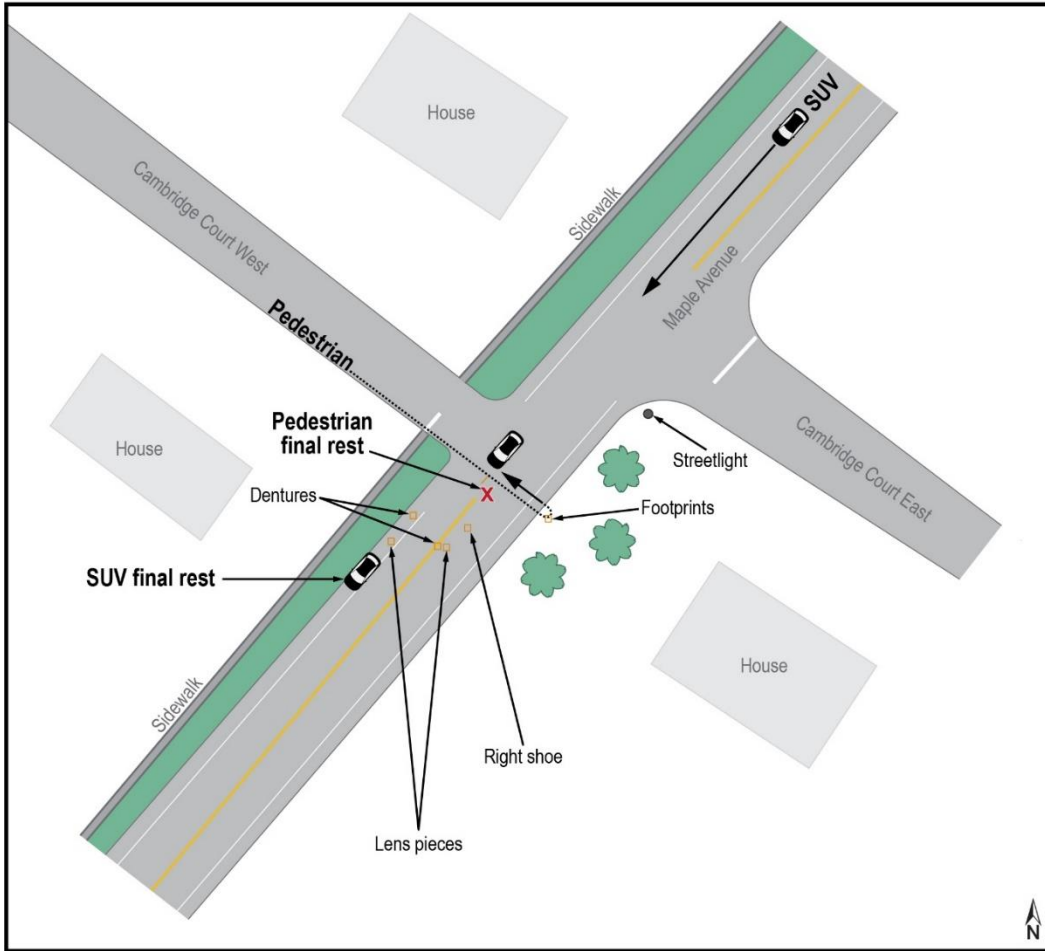 House
SUV
Cambridge Court West
Sidewalk
Maple Avenue
Pedestrian
House
Pedestrian
final rest
Streetlight
Cambridge Court East
Dentures
Footprints
SUV final rest
House
Sidewalk
Right shoe
Lens pieces
N